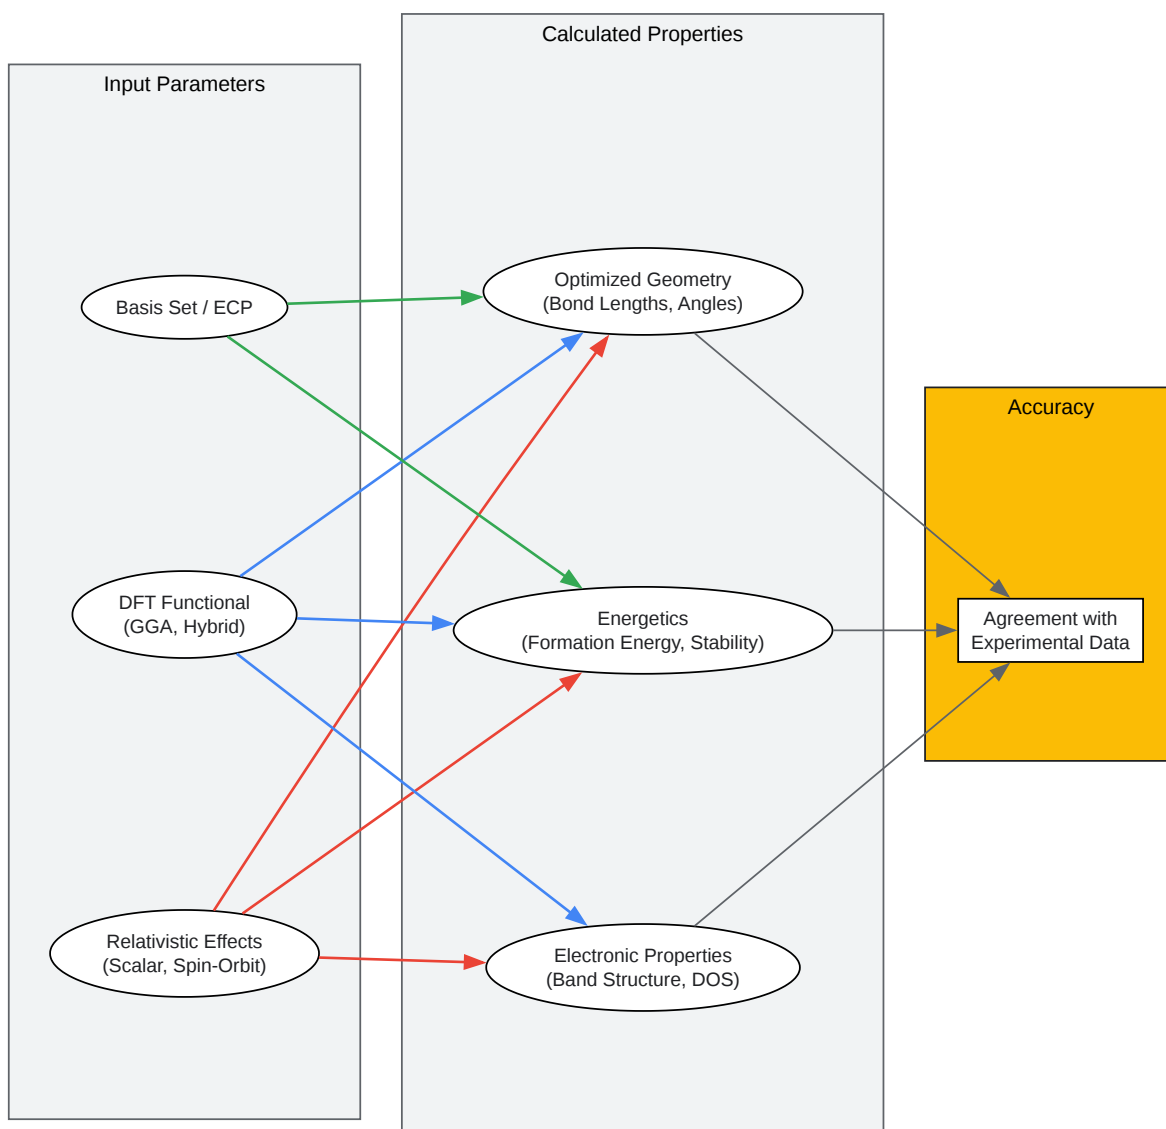 Input Parameters
Basis Set / ECP
DFT Functional
(GGA, Hybrid)
Relativistic Effects
(Scalar, Spin-Orbit)
Calculated Properties
Optimized Geometry
(Bond Lengths, Angles)
Energetics
(Formation Energy, Stability)
Electronic Properties
(Band Structure, DOS)
Accuracy
Agreement with
Experimental Data